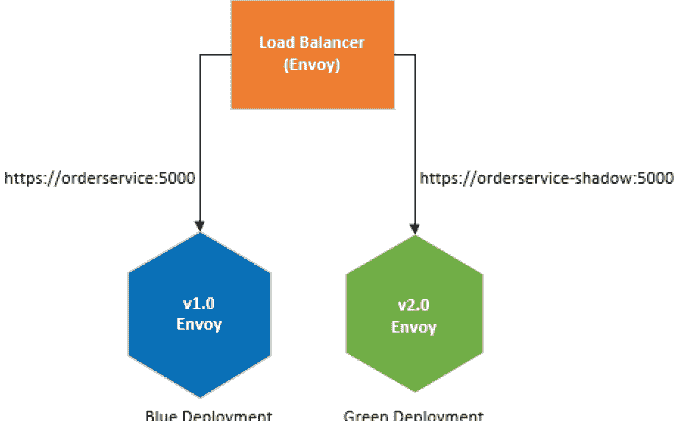 Load Balancer
(Envoy)
https://orderservice:5000
https://orderservice-shadow:5000
v1.0
Envoy
v2.0
Envoy
Blue Deployment
Green Deployment